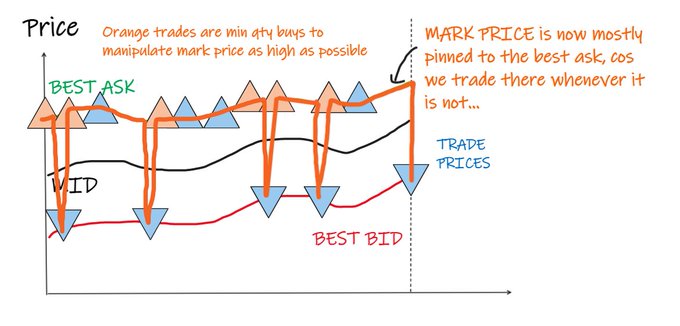 Price
Orange trades are min qty buys to
manipulate mark price as high as possible
MARK PRICE is now mostly
pinned to the best ask, cos
we trade there whenever it
is not...
BEST ASK
MID
TRADE
PRICES
BEST BID